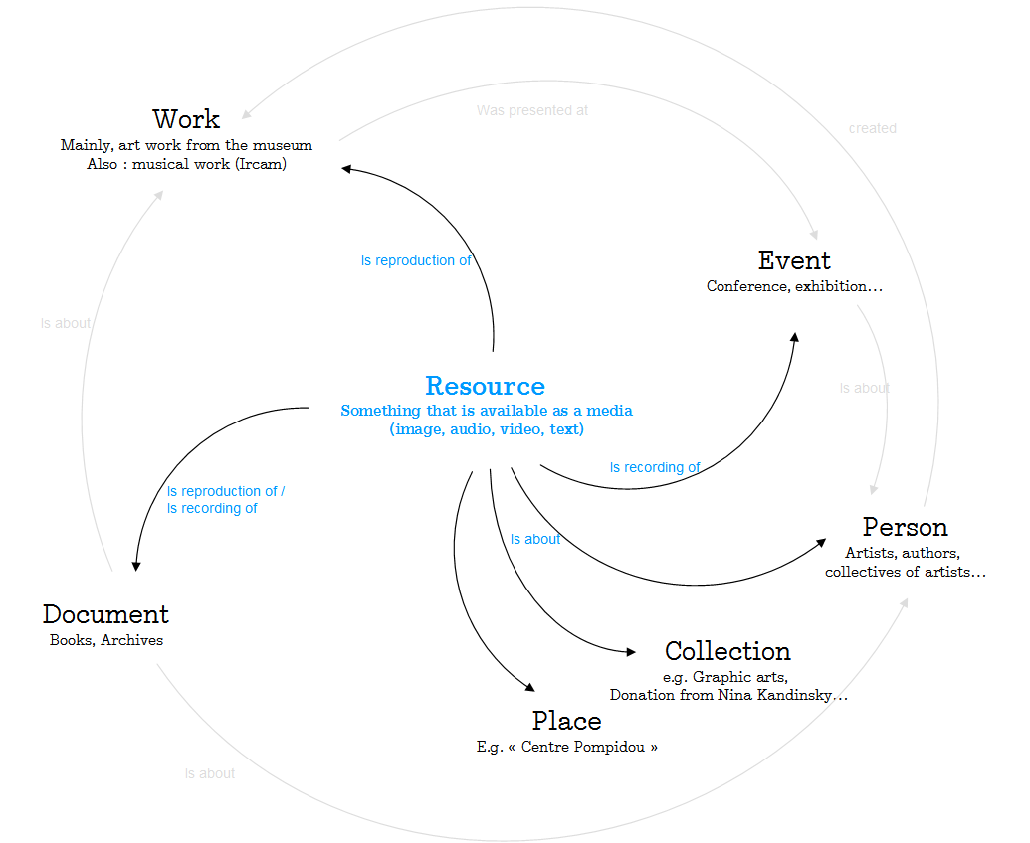 Was presented at
created
Work
Mainly, art work from the museum
Also : musical work (Ircam)
Is reproduction of
Event
Conference, exhibition...
Is about
Is about
Resource
Something that is available as a media
(image, audio, video, text)
Is recording of
Is reproduction of /
Is recording of
Is about
Person
Artists, authors,
collectives of artists...
Document
Books, Archives
Collection
e.g. Graphic arts,
Donation from Nina Kandinsky...
Place
E.g. « Centre Pompidou »
Is about